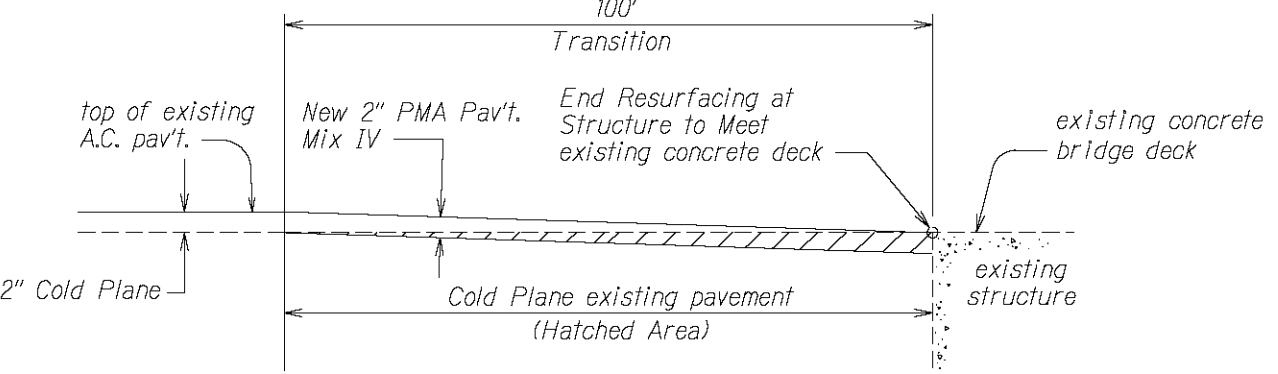 100'
Transition
top of existing
A.C. pav't.
New 2" PMA Pav't.
Mix IV
End Resurfacing at
Structure to Meet
existing concrete deck
existing concrete
bridge deck
2" Cold Plane
Cold Plane existing pavement
(Hatched Area)
existing
structure